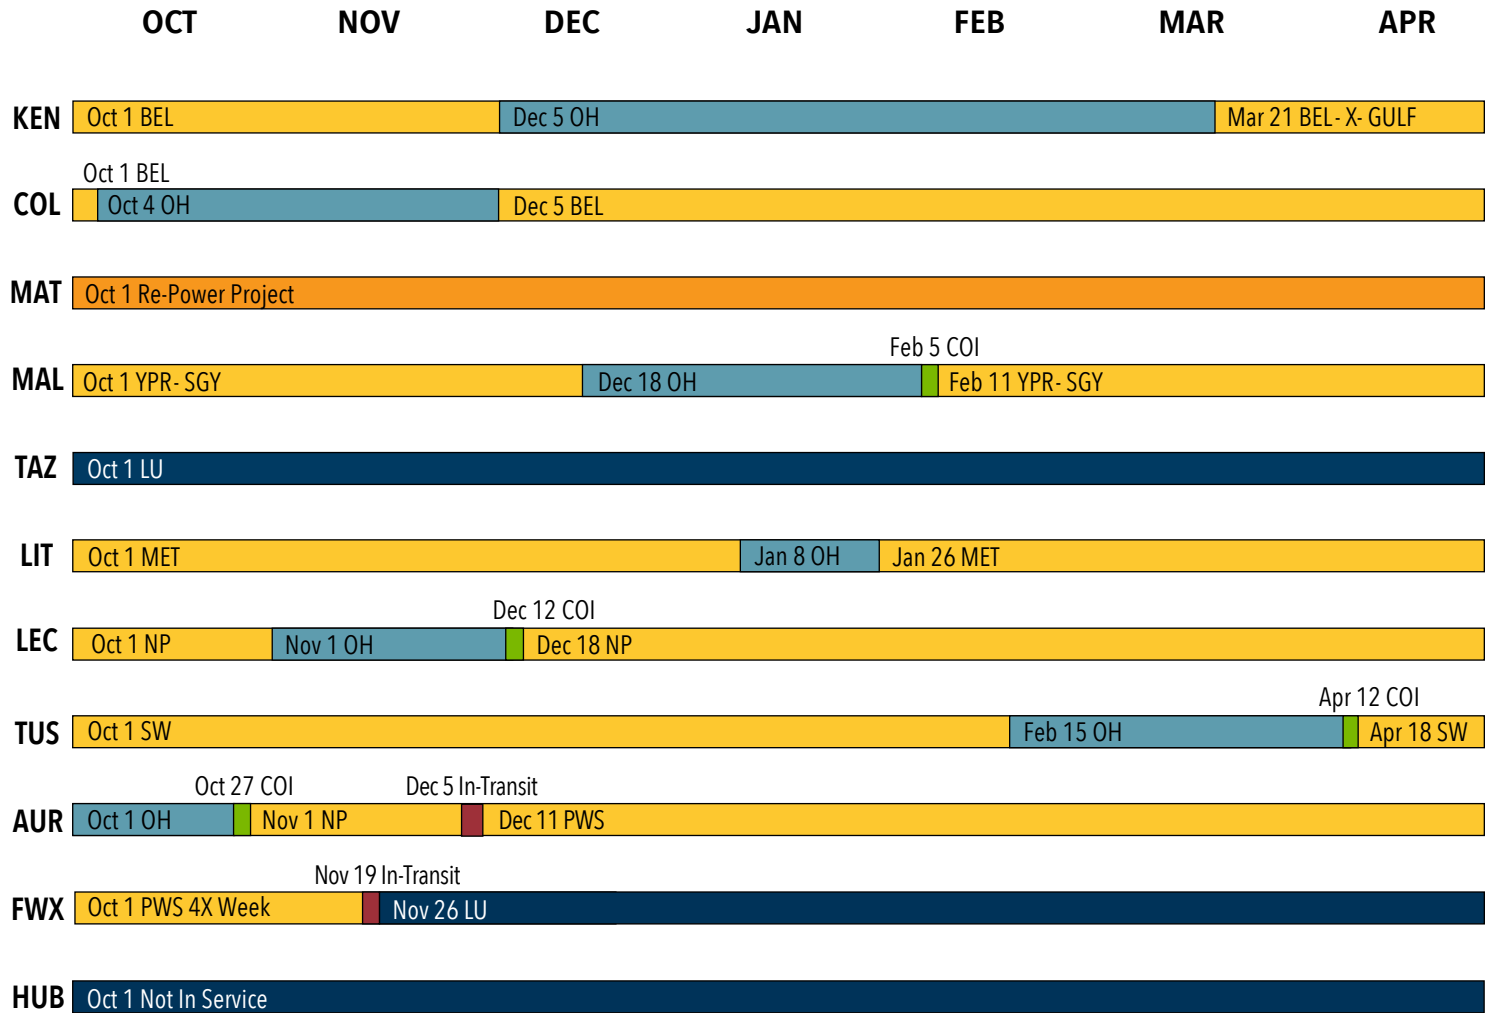 OCT NOV DEC JAN FEB MAR APR
KEN Oct 1 BEL Dec 5 OH Mar 21 BEL- X- GULF
Oct 1 BEL
COL Oct 4 OH Dec 5 BEL
MAT Oct 1 Re-Power Project
Feb 5 COI
MAL Oct 1 YPR- SGY Dec 18 OH Feb 11 YPR- SGY
TAZ Oct 1 LU
LIT Oct 1 MET Jan 8 OH Jan 26 MET
Dec 12 COI
LEC Oct 1 NP Nov 1 OH Dec 18 NP
Apr 12 COI
TUS Oct 1 SW Feb 15 OH Apr 18 SW
Oct 27 COI Dec 5 In-Transit
AUR Oct 1 OH Nov 1 NP Dec 11 PWS
Nov 19 In-Transit
FWX Oct 1 PWS 4X Week Nov 26 LU
HUB Oct 1 Not In Service